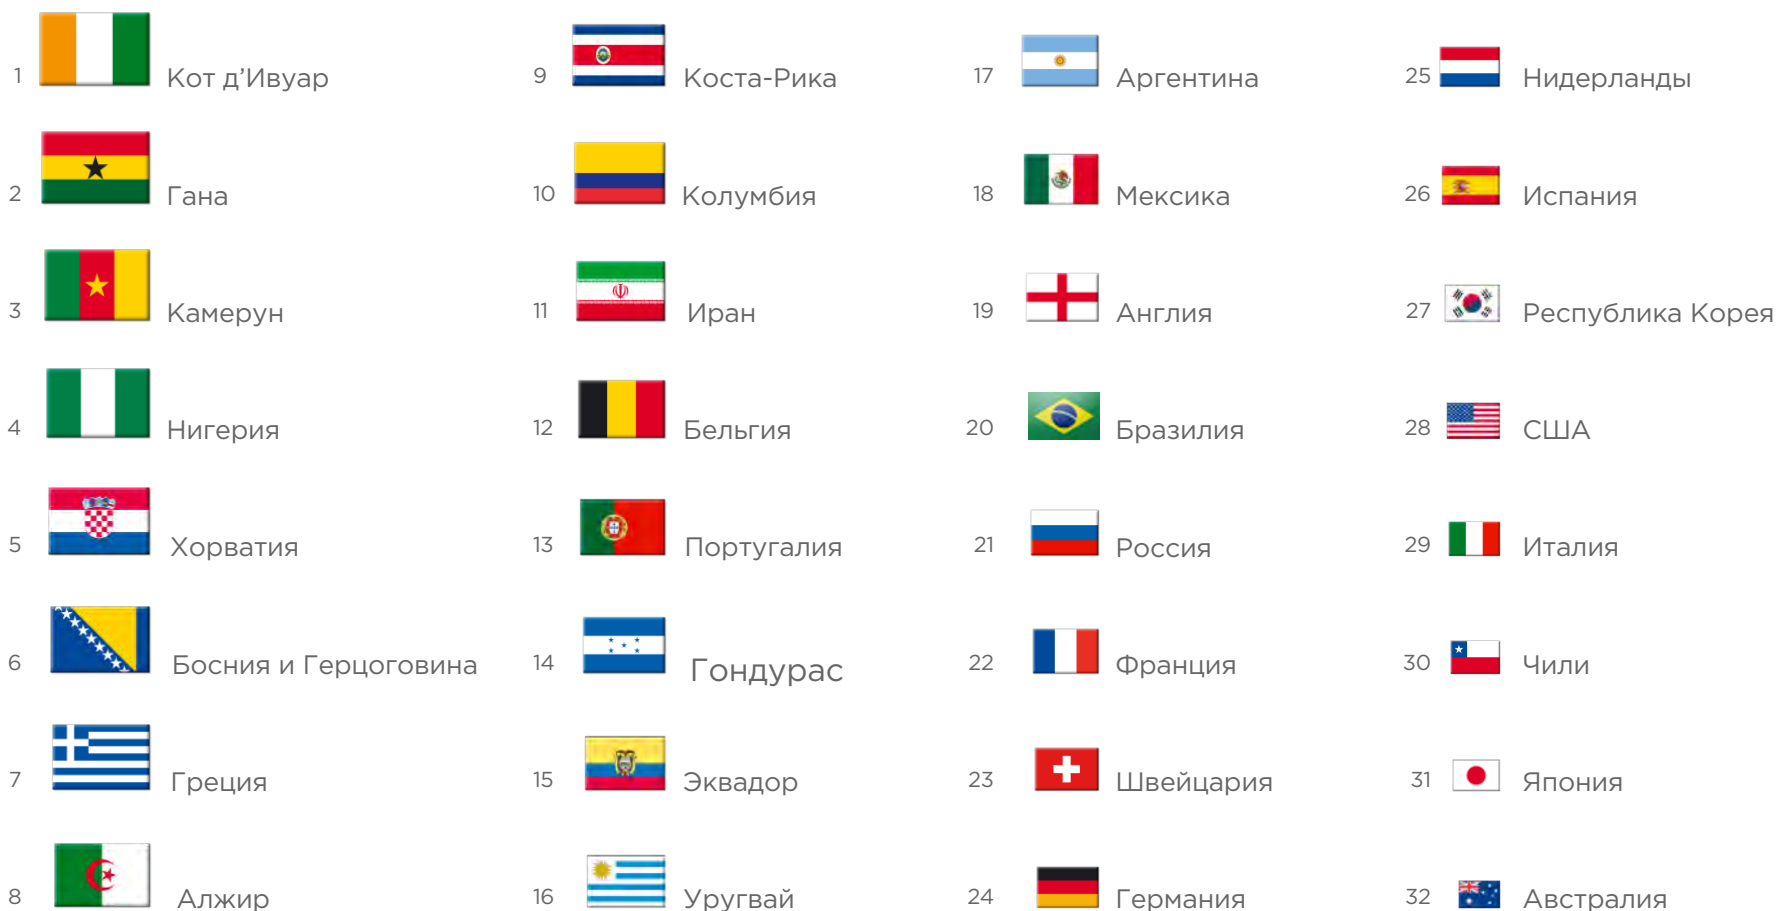 1 Кот д’Ивуар
2 Гана
3 Камерун
4 Нигерия
5 Хорватия
6 Босния и Герцоговина
7 Греция
8 Алжир
9 Коста-Рика
10 Колумбия
11 Иран
12 Бельгия
13 Португалия
14 Гондурас
15 Эквадор
16 Уругвай
17 Аргентина
18 Мексика
19 Англия
20 Бразилия
21 Россия
22 Франция
23 Швейцария
24 Германия
25 Нидерланды
26 Испания
27 Республика Корея
28 США
29 Италия
30 Чили
31 Япония
32 Австралия